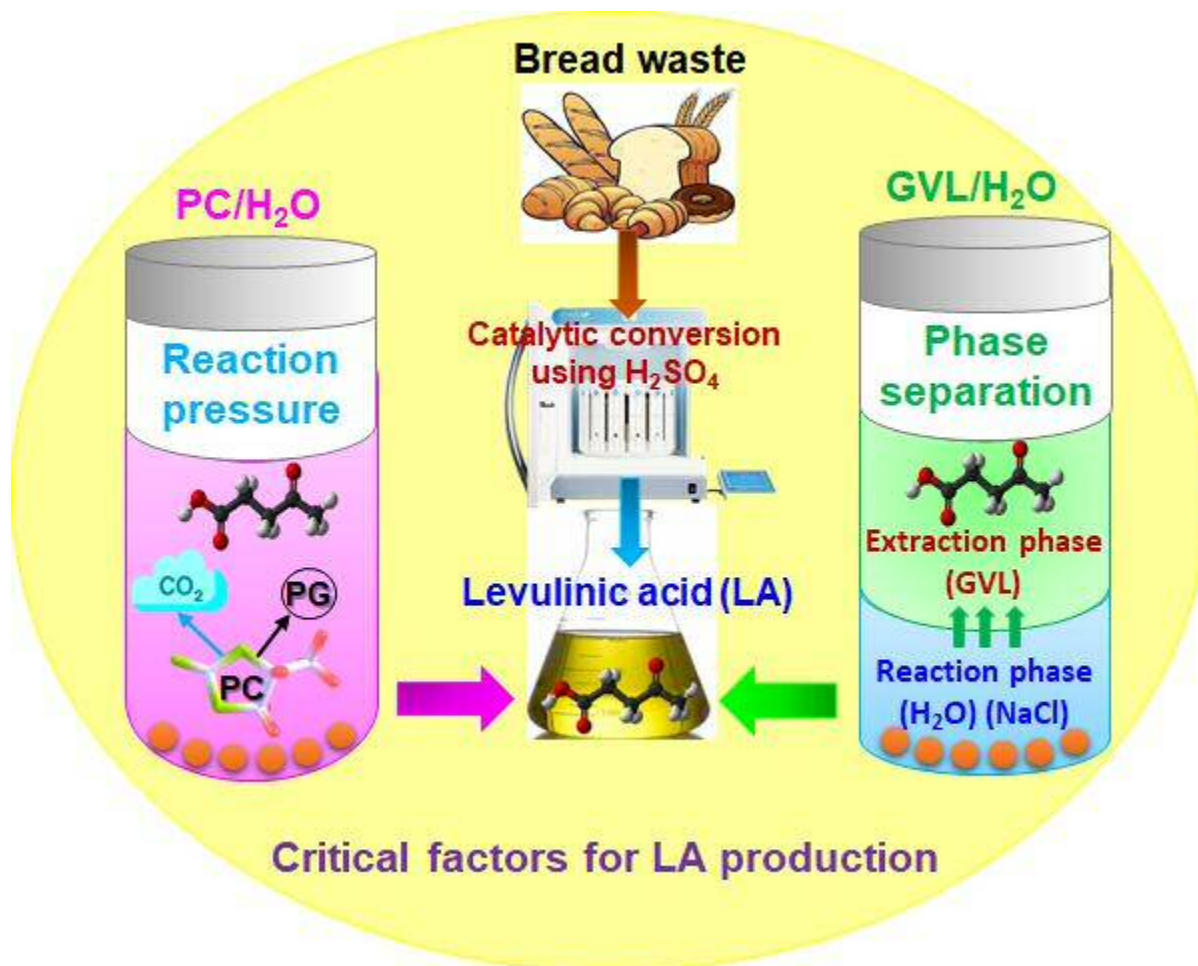 Bread waste
PC/H₂O
GVL/H₂O
Catalytic conversion
using H₂SO₄
Reaction
pressure
CO₂
PG
PC
Levulinic acid (LA)
Phase
separation
Extraction phase
(GVL)
Reaction phase
(H₂O) (NaCl)
Critical factors for LA production